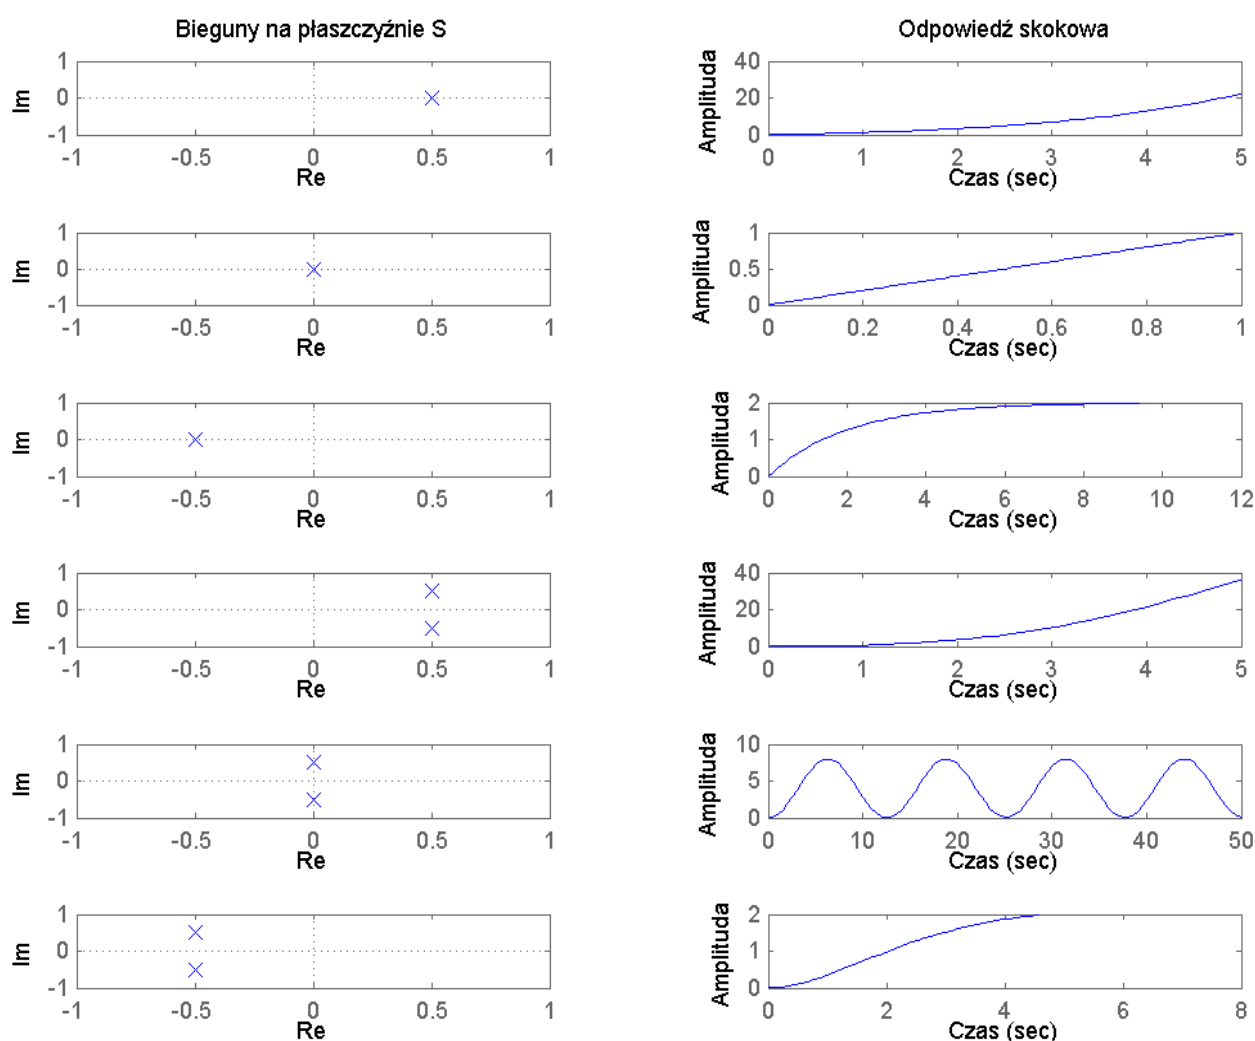 Bieguny na płaszczyźnie S
Odpowiedź skokowa
1
0
-1
Im
-1 -0.5 0 0.5 1
Re
40
20
0
Amplituda
0 1 2 3 4 5
Czas (sec)
1
0
-1
Im
-1 -0.5 0 0.5 1
Re
1
0.5
0
Amplituda
0 0.2 0.4 0.6 0.8 1
Czas (sec)
1
0
-1
Im
-1 -0.5 0 0.5 1
Re
2
1
0
Amplituda
0 2 4 6 8 10 12
Czas (sec)
1
0
-1
Im
-1 -0.5 0 0.5 1
Re
40
20
0
Amplituda
0 1 2 3 4 5
Czas (sec)
1
0
-1
Im
-1 -0.5 0 0.5 1
Re
10
5
0
Amplituda
0 10 20 30 40 50
Czas (sec)
1
0
-1
Im
-1 -0.5 0 0.5 1
Re
2
1
0
Amplituda
0 2 4 6 8
Czas (sec)